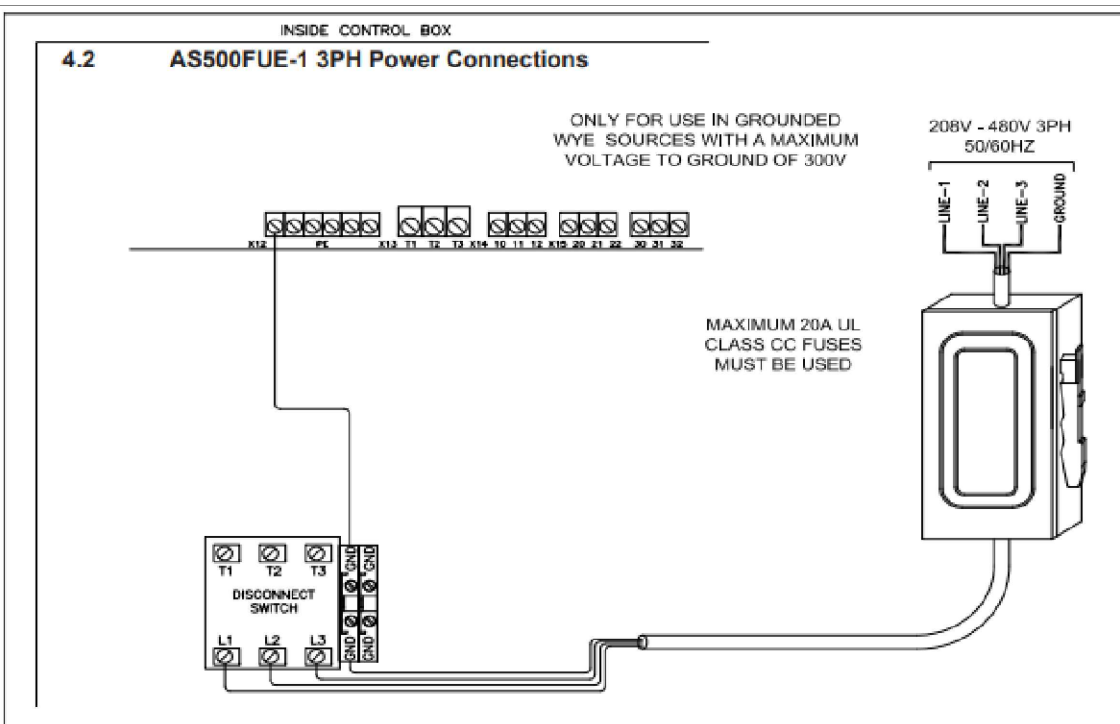 INSIDE CONTROL BOX
4.2 AS500FUE-1 3PH Power Connections
ONLY FOR USE IN GROUNDED
WYE SOURCES WITH A MAXIMUM
VOLTAGE TO GROUND OF 300V
208V - 480V 3PH
50/60HZ
LINE-1
LINE-2
LINE-3
GROUND
X12 PE X13 T1 T2 T3 X14 10 11 12 X15 20 21 22 30 31 32
MAXIMUM 20A UL
CLASS CC FUSES
MUST BE USED
T1 T2 T3
GND GND
DISCONNECT
SWITCH
L1 L2 L3
GND GND